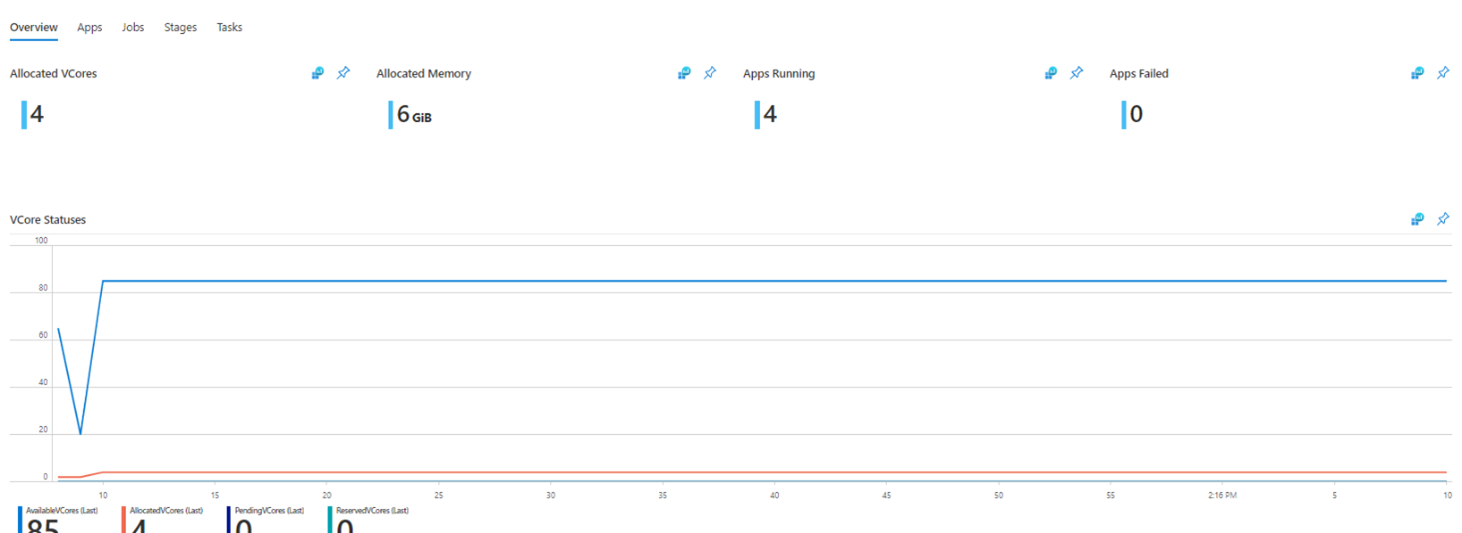 Overview Apps Jobs Stages Tasks
Allocated VCores Allocated Memory Apps Running Apps Failed
4 6 GiB 4 0
VCore Statuses
100
80
60
40
20
0
10 15 20 25 30 35 40 45 50 55 2:16 PM 5 10
AvailableVCores (Last) AllocatedVCores (Last) PendingVCores (Last) ReservedVCores (Last)
85 4 0 0